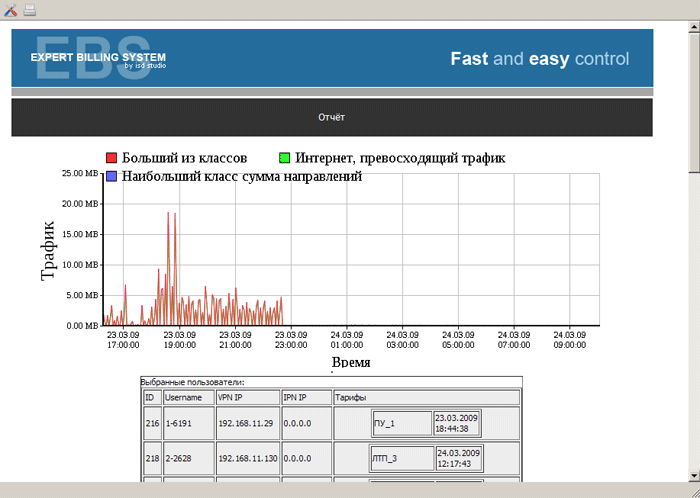 EBS
EXPERT BILLING SYSTEM
by isd studio
Fast and easy control
Отчёт
Больший из классов
Интернет, превосходящий трафик
Наибольший класс сумма направлений
25.00 MB
20.00 MB
15.00 MB
10.00 MB
5.00 MB
0.00 MB
Трафик
23.03.09 23.03.09 23.03.09 23.03.09 24.03.09 24.03.09 24.03.09 24.03.09 24.03.09
17:00:00 19:00:00 21:00:00 23:00:00 01:00:00 03:00:00 05:00:00 07:00:00 09:00:00
Время
Выбранные пользователи:
ID Username VPN IP IPN IP Тарифы
216 1-6191 192.168.11.29 0.0.0.0 ПУ_1 23.03.2009
18:44:38
218 2-2628 192.168.11.130 0.0.0.0 ЛТП_3 24.03.2009
12:17:43